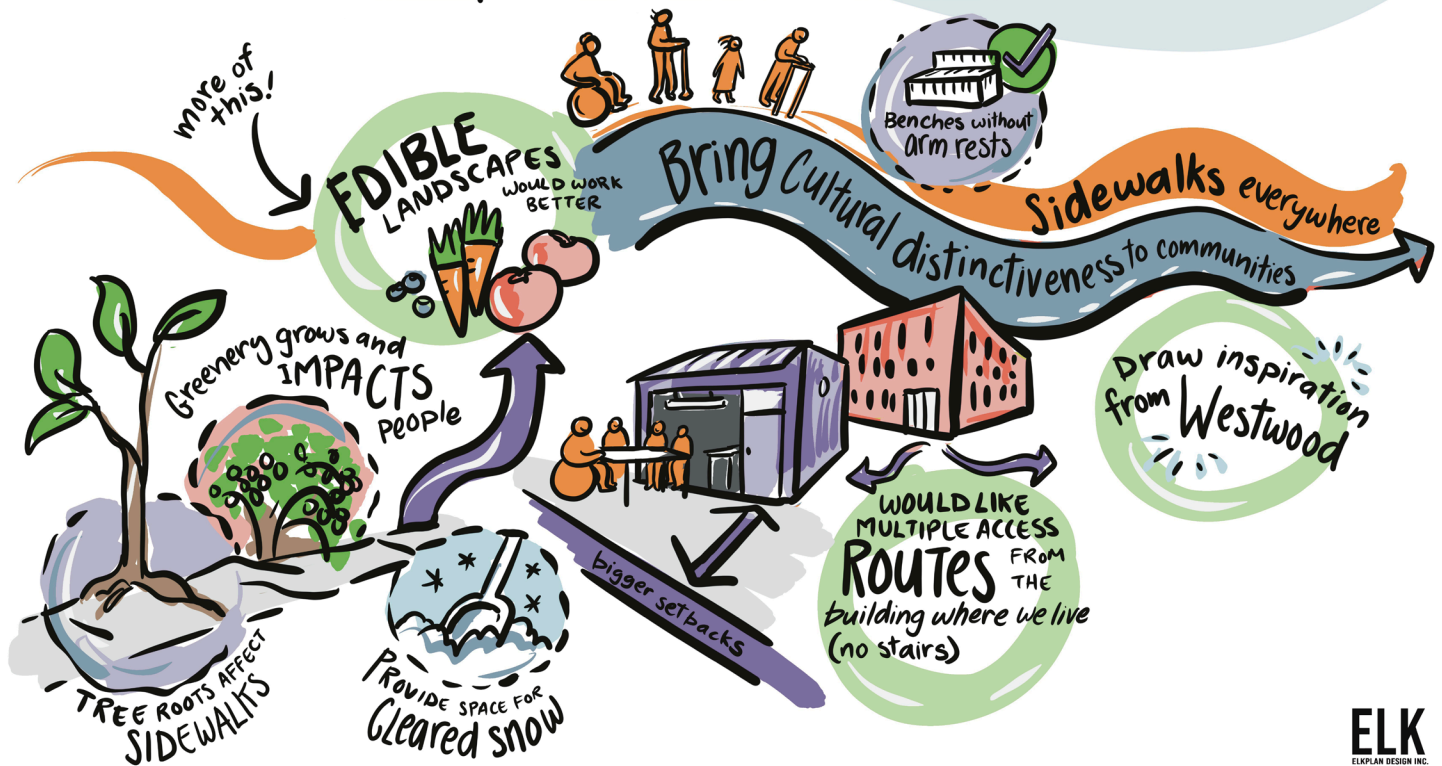 more of
this!
EDIBLE
LANDSCAPES
WOULD WORK
BETTER
Benches without
arm rests
Bring Cultural distinctiveness to communities
Sidewalks everywhere
Greenery grows and
IMPACTS
people
Draw inspiration
from Westwood
WOULD LIKE
MULTIPLE ACCESS
ROUTES FROM
THE
building where we live
(no stairs)
bigger setbacks
TREE ROOTS AFFECT
SIDEWALKS
PROVIDE SPACE FOR
Cleared snow
ELK
ELKPLAN DESIGN INC.